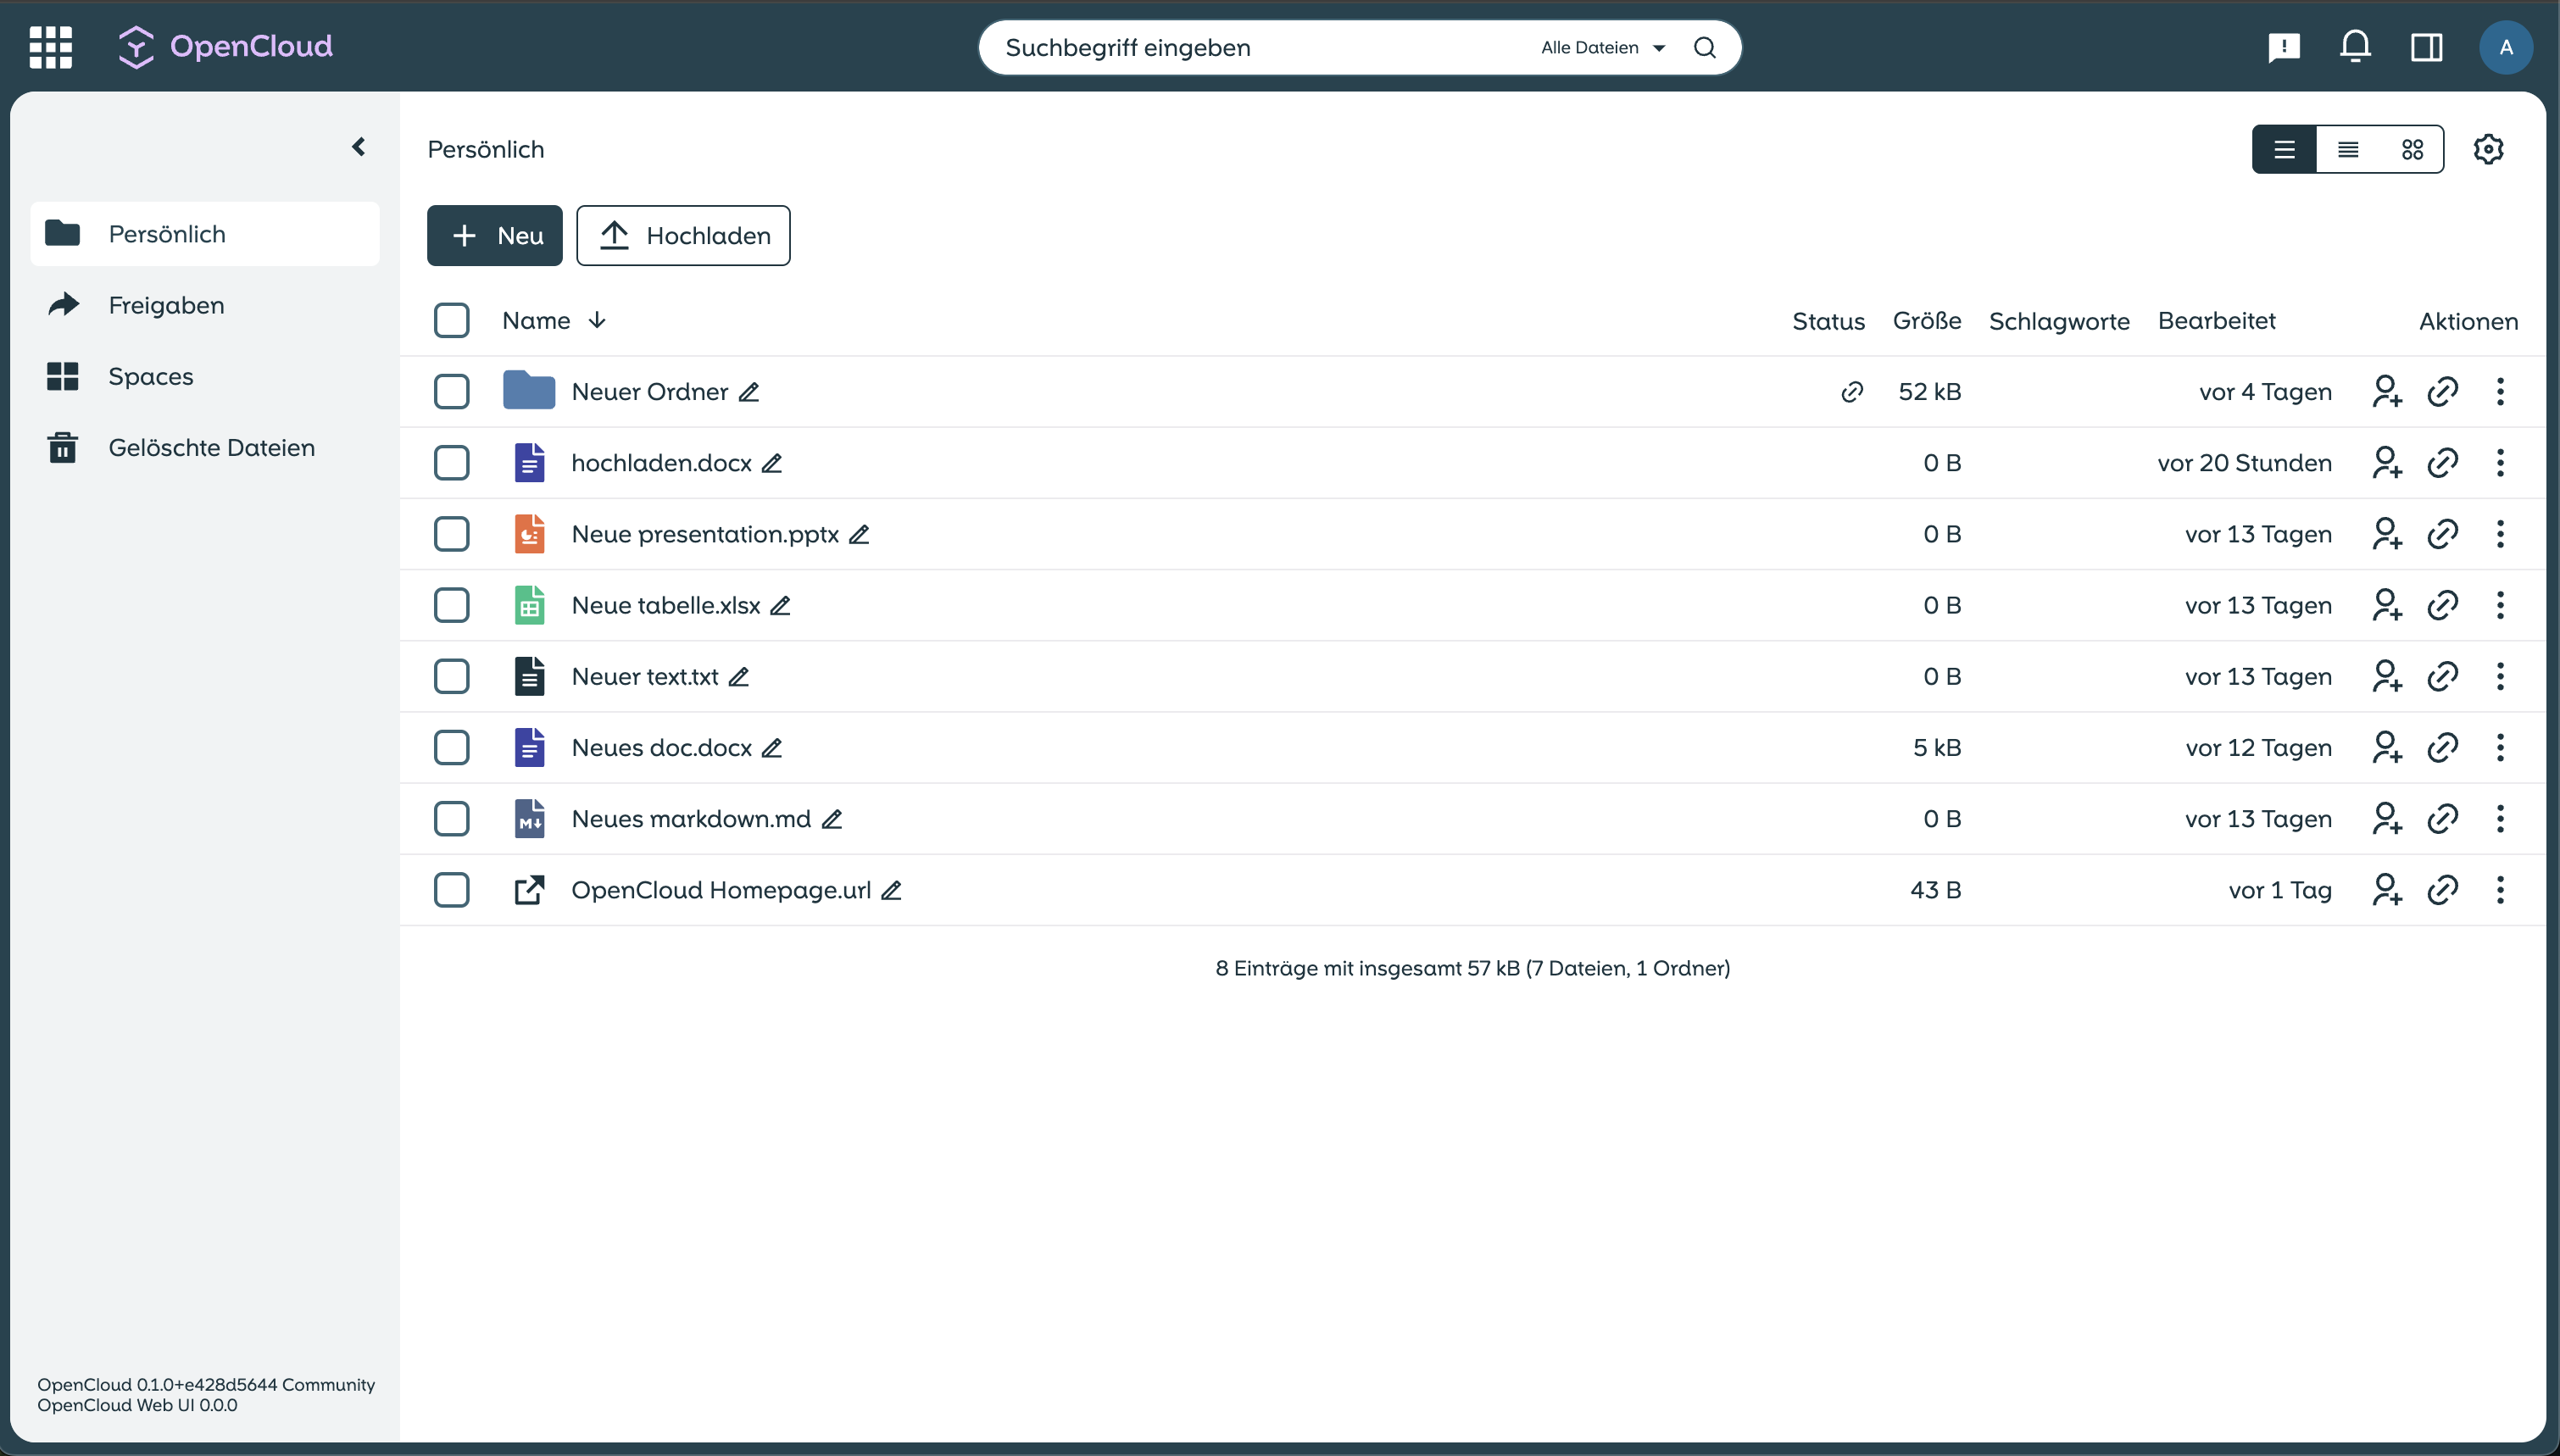 OpenCloud
Suchbegriff eingeben
Alle Dateien
A
Persönlich
Freigaben
Spaces
Gelöschte Dateien
Persönlich
Neu
Hochladen
Name Status Größe Schlagworte Bearbeitet Aktionen
Neuer Ordner 52 kB vor 4 Tagen
hochladen.docx 0 B vor 20 Stunden
Neue presentation.pptx 0 B vor 13 Tagen
Neue tabelle.xlsx 0 B vor 13 Tagen
Neuer text.txt 0 B vor 13 Tagen
Neues doc.docx 5 kB vor 12 Tagen
Neues markdown.md 0 B vor 13 Tagen
OpenCloud Homepage.url 43 B vor 1 Tag
8 Einträge mit insgesamt 57 kB (7 Dateien, 1 Ordner)
OpenCloud 0.1.0+e428d5644 Community
OpenCloud Web UI 0.0.0